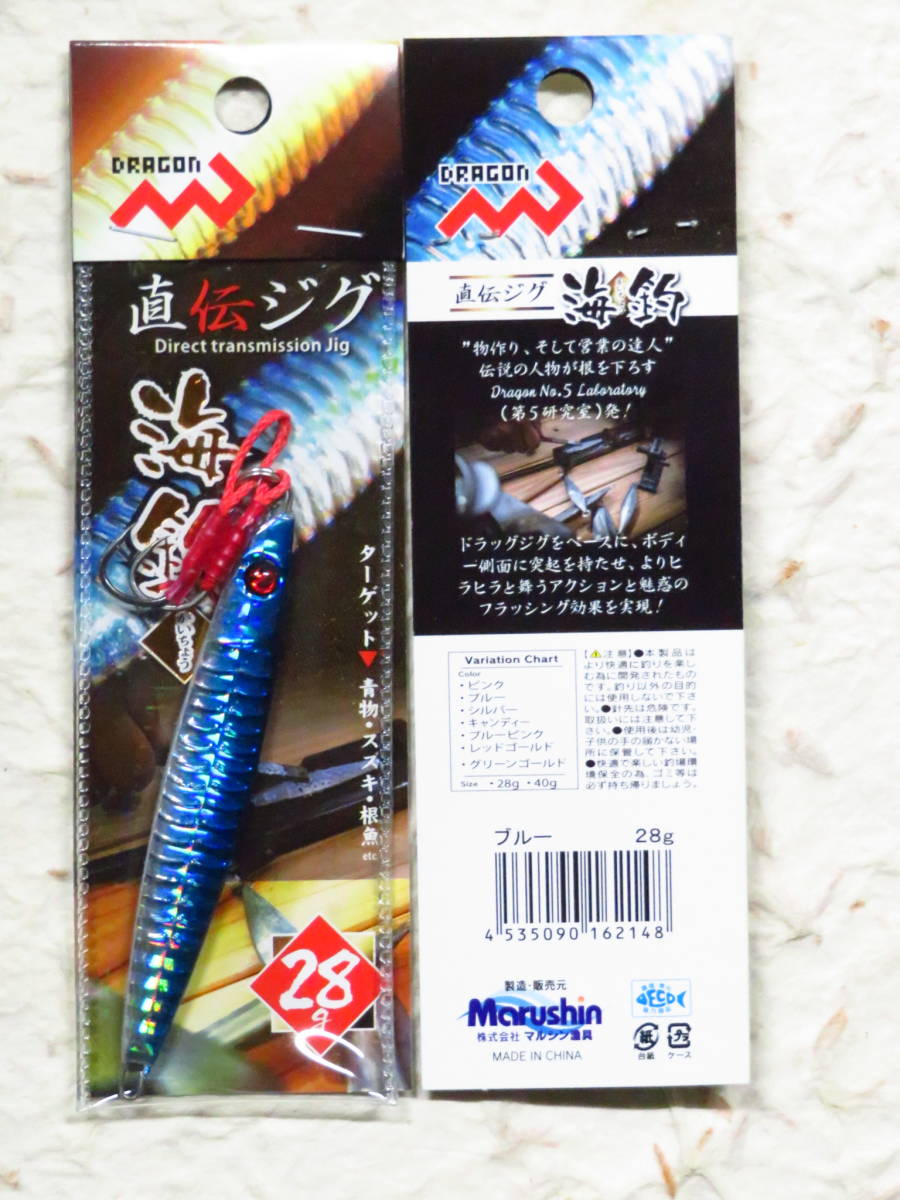 DRAGON
直伝ジグ
Direct transmission Jig
海
釣
いちょう
ターゲット▼青物・スズキ・根魚
etc
28
g
DRAGON
直伝ジグ
海釣
"物作り、そして営業の達人"
伝説の人物が根を下ろす
Dragon No.5 Laboratory
(第5研究室)発!
ドラッグジグをベースに、ボディ
ー側面に突起を持たせ、よりヒ
ラヒラと舞うアクションと魅惑の
フラッシング効果を実現!
Variation Chart
Color
・ピンク
・ブルー
・シルバー
・キャンディー
・ブルーピンク
・レッドゴールド
・グリーンゴールド
Size ・28g ・40g
【⚠注意】●本製品は
より快適に釣りを楽し
む為に開発されたもの
です。釣り以外の目的
には使用しないで下さ
い。●針先は危険です。
取扱いには注意して下
さい。●使用後は幼児・
子供の手の届かない場
所に保管して下さい。
●快適で楽しい釣場環
境保全の為、ゴミ等は
必ず持ち帰りましょう。
ブルー 28g
4 535090 162148
製造・販売元
Marushin
株式会社 マルシン漁具
MADE IN CHINA
ECO
紙
台紙
プラ
ケース